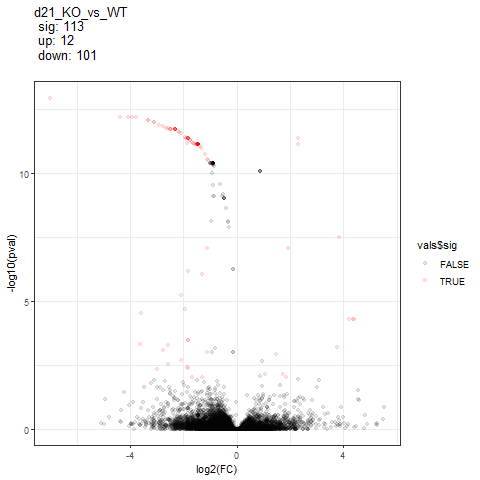 d21_KO_vs_WT
sig: 113
up: 12
down: 101
10
5
0
-log10(pval)
-4
0
4
log2(FC)
vals$sig
FALSE
TRUE